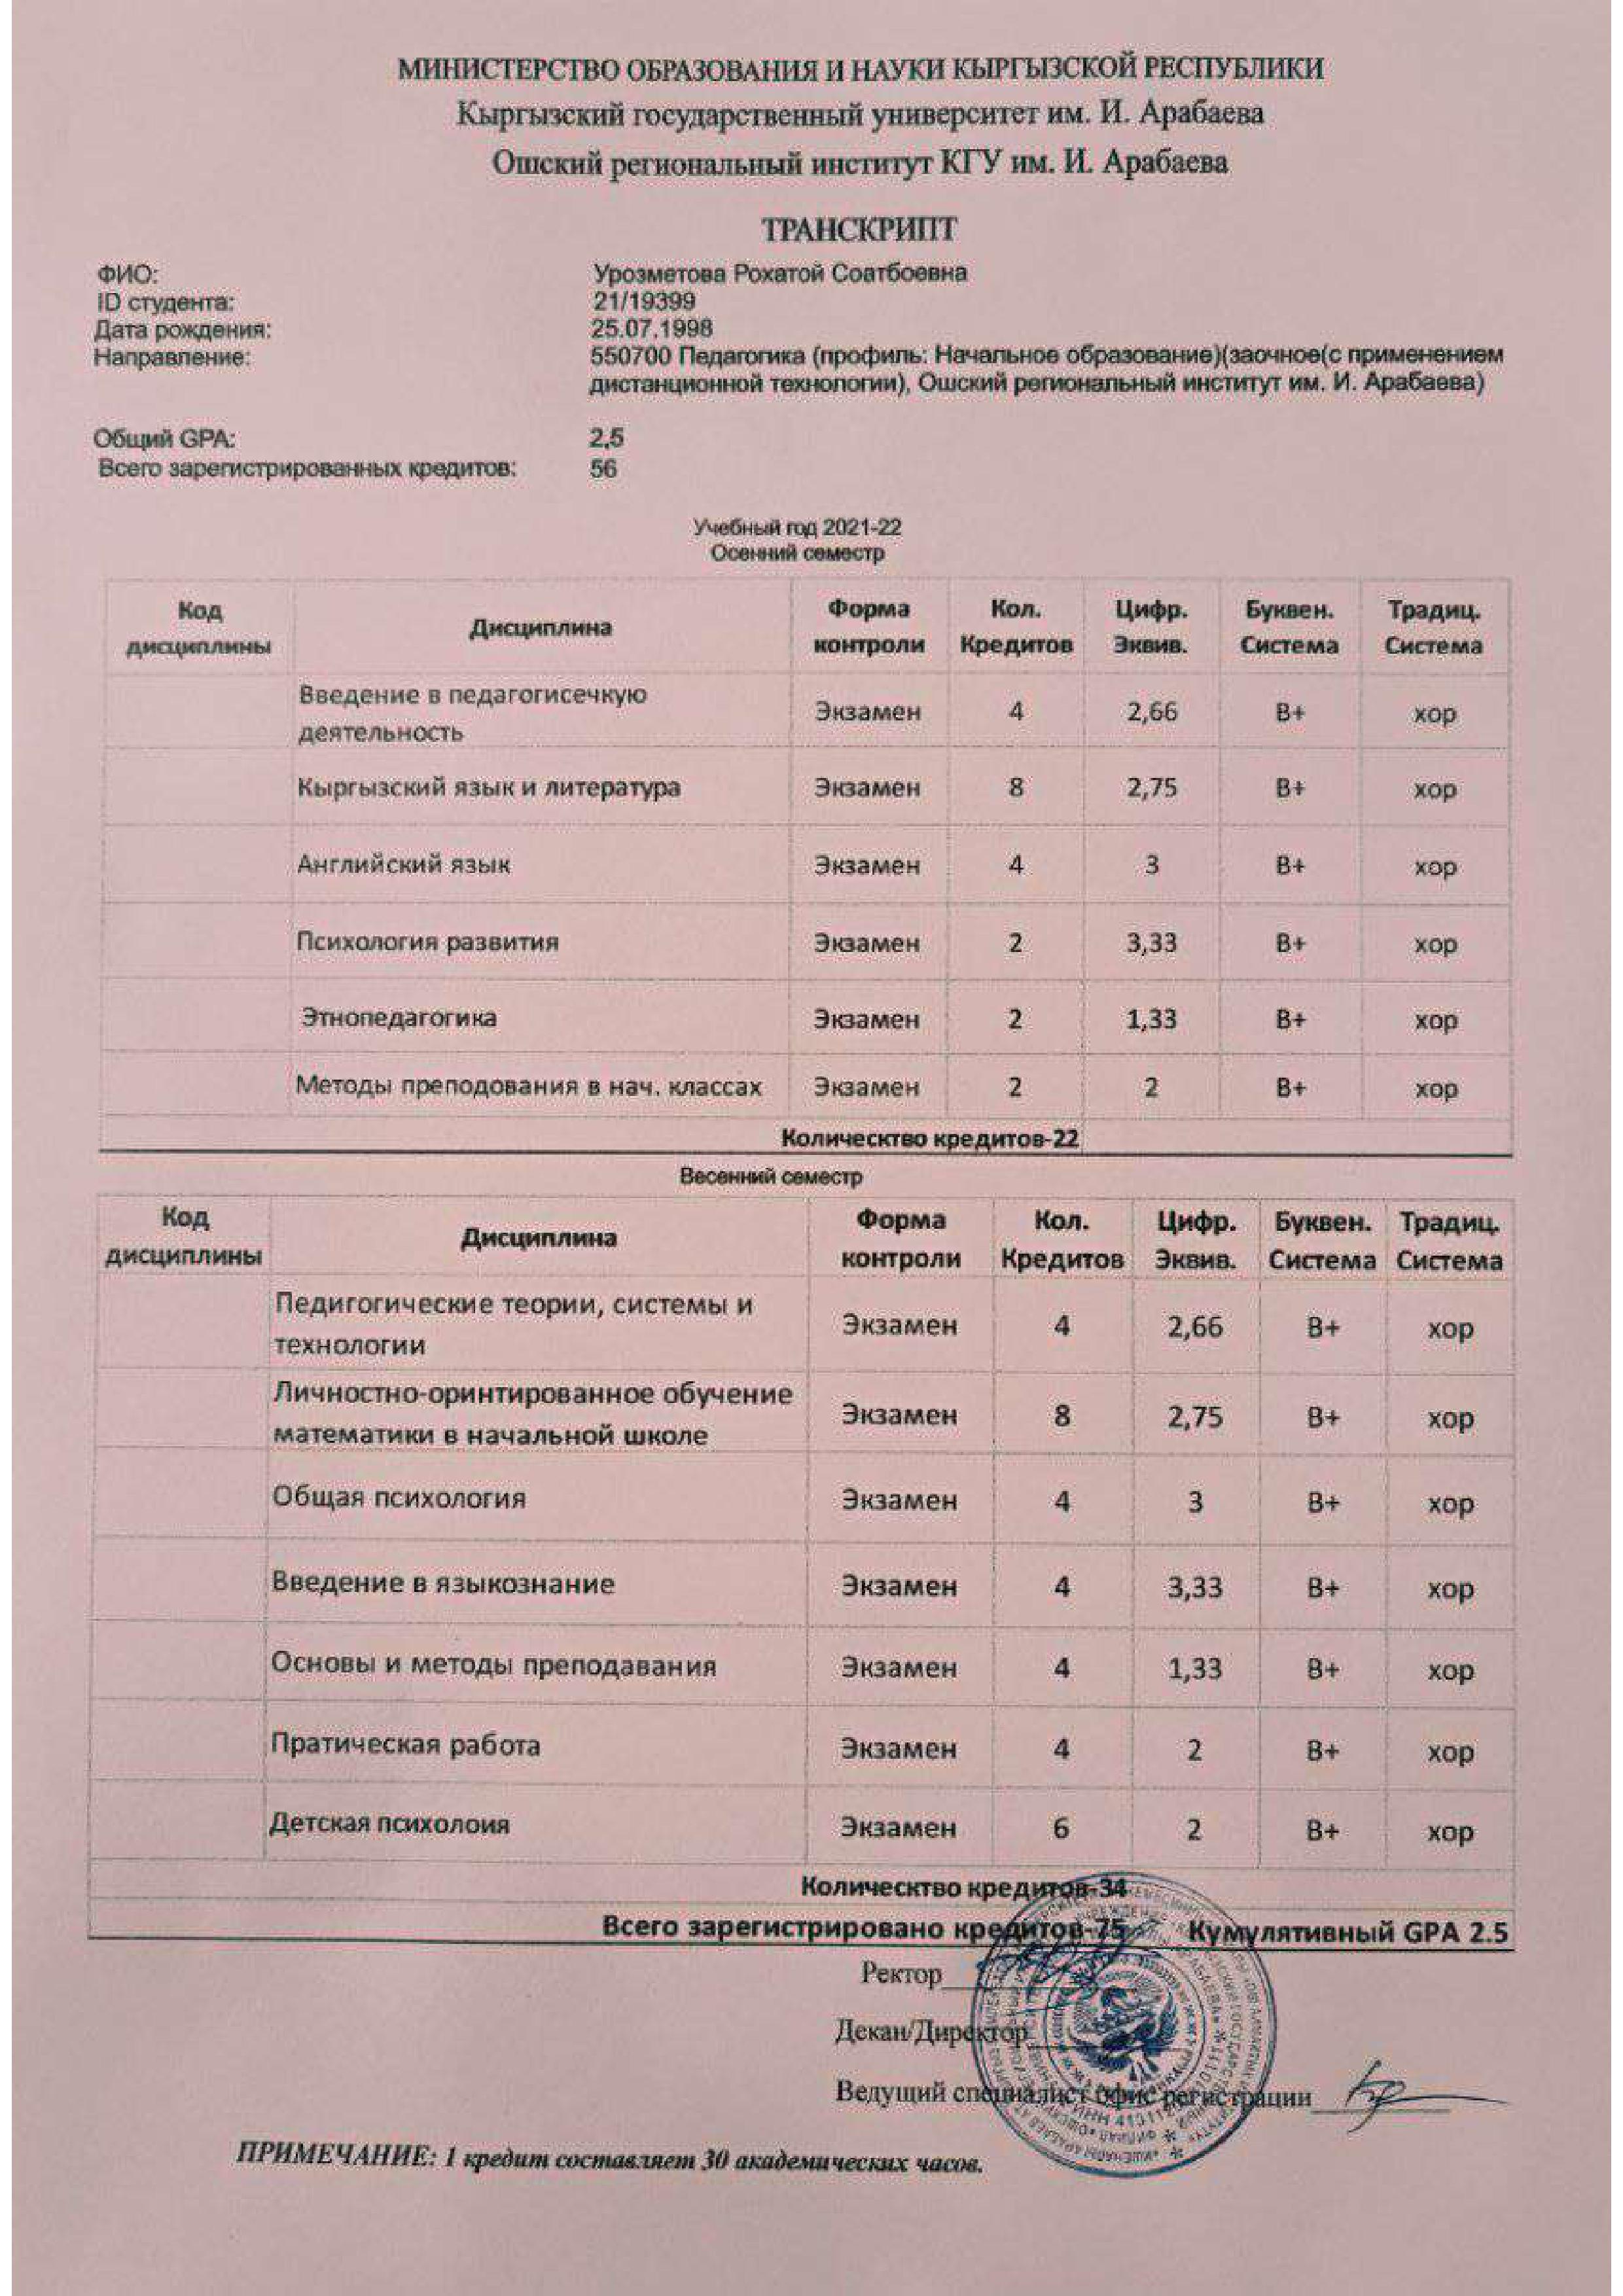 МИНИСТЕРСТВО ОБРАЗОВАНИЯ И НАУКИ КЫРГЫЗСКОЙ РЕСПУБЛИКИ
Кыргызский государственный университет им. И. Арабаева
Ошский региональный институт КГУ им. И. Арабаева
ТРАНСКРИПТ
ФИО: Урозметова Рохатой Соатбоевна
ID студента: 21/19399
Дата рождения: 25.07.1998
Направление: 550700 Педагогика (профиль: Начальное образование)(заочное(с применением
дистанционной технологии), Ошский региональный институт им. И. Арабаева)
Общий GPA: 2,5
Всего зарегистрированных кредитов: 56
Учебный год 2021-22
Осенний семестр
Код Дисциплина Форма Кол. Цифр. Буквен. Традиц.
дисциплины контроли Кредитов Эквив. Система Система
Введение в педагогисечкую
деятельность Экзамен 4 2,66 В+ хор
Кыргызский язык и литература Экзамен 8 2,75 В+ хор
Английский язык Экзамен 4 3 В+ хор
Психология развития Экзамен 2 3,33 В+ хор
Этнопедагогика Экзамен 2 1,33 В+ хор
Методы преподования в нач. классах Экзамен 2 2 В+ хор
Колическтво кредитов-22
Весенний семестр
Код Дисциплина Форма Кол. Цифр. Буквен. Традиц.
дисциплины контроли Кредитов Эквив. Система Система
Педигогические теории, системы и
технологии Экзамен 4 2,66 В+ хор
Личностно-оринтированное обучение
математики в начальной школе Экзамен 8 2,75 В+ хор
Общая психология Экзамен 4 3 В+ хор
Введение в языкознание Экзамен 4 3,33 В+ хор
Основы и методы преподавания Экзамен 4 1,33 В+ хор
Пратическая работа Экзамен 4 2 В+ хор
Детская психолоия Экзамен 6 2 В+ хор
Колическтво кредитов-34
Всего зарегистрировано кредитов-75 Кумулятивный GPA 2.5
Ректор
Декан/Директор
Ведущий специалист офис регистрации
ПРИМЕЧАНИЕ: 1 кредит составляет 30 академических часов.